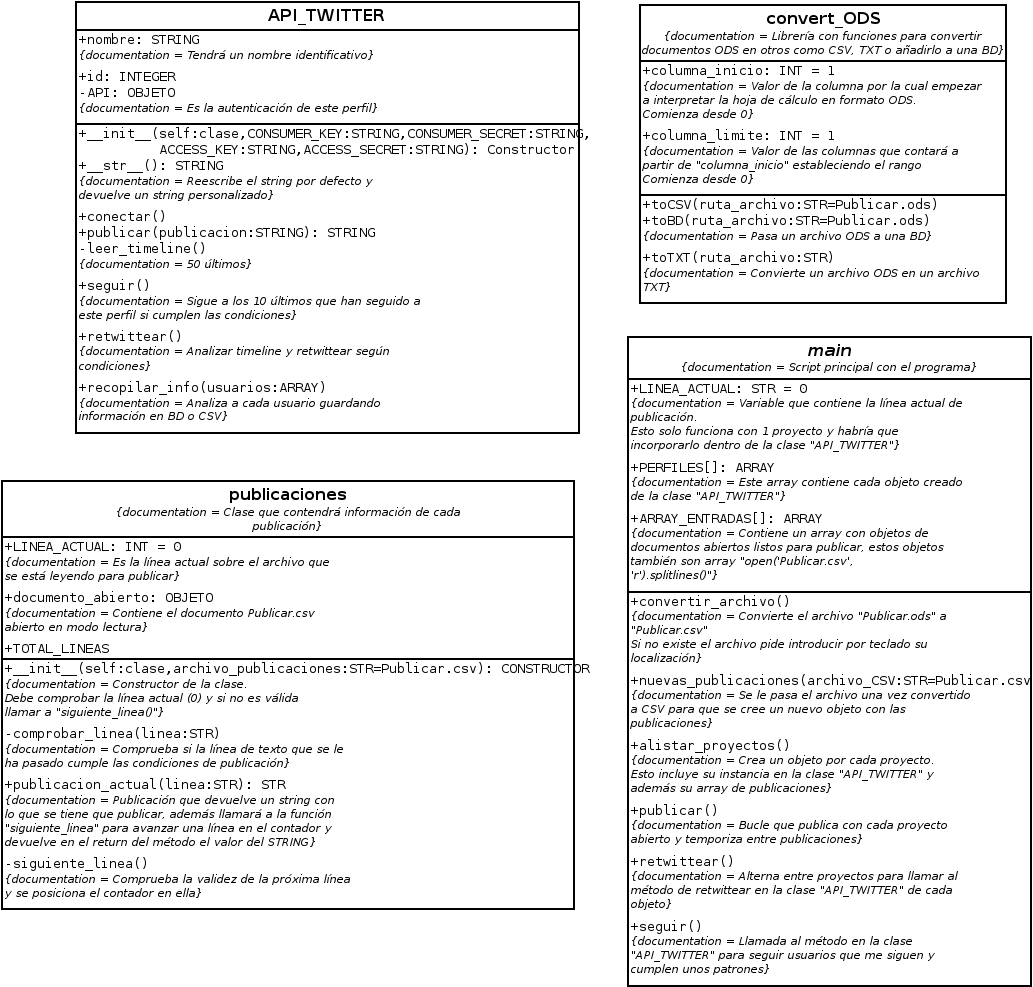 API_TWITTER
+nombre: STRING
{documentation = Tendrá un nombre identificativo}
+id: INTEGER
-API: OBJETO
{documentation = Es la autenticación de este perfil}
+__init__(self:clase,CONSUMER_KEY:STRING,CONSUMER_SECRET:STRING,
ACCESS_KEY:STRING,ACCESS_SECRET:STRING): Constructor
+__str__(): STRING
{documentation = Reescribe el string por defecto y
devuelve un string personalizado}
+conectar()
+publicar(publicacion:STRING): STRING
-leer_timeline()
{documentation = 50 últimos}
+seguir()
{documentation = Sigue a los 10 últimos que han seguido a
este perfil si cumplen las condiciones}
+retwittear()
{documentation = Analizar timeline y retwittear según
condiciones}
+recopilar_info(usuarios:ARRAY)
{documentation = Analiza a cada usuario guardando
información en BD o CSV}
convert_ODS
{documentation = Librería con funciones para convertir
documentos ODS en otros como CSV, TXT o añadirlo a una BD}
+columna_inicio: INT = 1
{documentation = Valor de la columna por la cual empezar
a interpretar la hoja de cálculo en formato ODS.
Comienza desde 0}
+columna_limite: INT = 1
{documentation = Valor de las columnas que contará a
partir de "columna_inicio" estableciendo el rango
Comienza desde 0}
+toCSV(ruta_archivo:STR=Publicar.ods)
+toBD(ruta_archivo:STR=Publicar.ods)
{documentation = Pasa un archivo ODS a una BD}
+toTXT(ruta_archivo:STR)
{documentation = Convierte un archivo ODS en un archivo
TXT}
publicaciones
{documentation = Clase que contendrá información de cada
publicación}
+LINEA_ACTUAL: INT = 0
{documentation = Es la línea actual sobre el archivo que
se está leyendo para publicar}
+documento_abierto: OBJETO
{documentation = Contiene el documento Publicar.csv
abierto en modo lectura}
+TOTAL_LINEAS
+__init__(self:clase,archivo_publicaciones:STR=Publicar.csv): CONSTRUCTOR
{documentation = Constructor de la clase.
Debe comprobar la línea actual (0) y si no es válida
llamar a "siguiente_linea()"}
-comprobar_linea(linea:STR)
{documentation = Comprueba si la línea de texto que se le
ha pasado cumple las condiciones de publicación}
+publicacion_actual(linea:STR): STR
{documentation = Publicación que devuelve un string con
lo que se tiene que publicar, además llamará a la función
"siguiente_linea" para avanzar una línea en el contador y
devuelve en el return del método el valor del STRING}
-siguiente_linea()
{documentation = Comprueba la validez de la próxima línea
y se posiciona el contador en ella}
main
{documentation = Script principal con el programa}
+LINEA_ACTUAL: STR = 0
{documentation = Variable que contiene la línea actual de
publicación.
Esto solo funciona con 1 proyecto y habría que
incorporarlo dentro de la clase "API_TWITTER"}
+PERFILES[]: ARRAY
{documentation = Este array contiene cada objeto creado
de la clase "API_TWITTER"}
+ARRAY_ENTRADAS[]: ARRAY
{documentation = Contiene un array con objetos de
documentos abiertos listos para publicar, estos objetos
también son array "open('Publicar.csv',
'r').splitlines()"}
+convertir_archivo()
{documentation = Convierte el archivo "Publicar.ods" a
"Publicar.csv"
Si no existe el archivo pide introducir por teclado su
localización}
+nuevas_publicaciones(archivo_CSV:STR=Publicar.csv
{documentation = Se le pasa el archivo una vez convertido
a CSV para que se cree un nuevo objeto con las
publicaciones}
+alistar_proyectos()
{documentation = Crea un objeto por cada proyecto.
Esto incluye su instancia en la clase "API_TWITTER" y
además su array de publicaciones}
+publicar()
{documentation = Bucle que publica con cada proyecto
abierto y temporiza entre publicaciones}
+retwittear()
{documentation = Alterna entre proyectos para llamar al
método de retwittear en la clase "API_TWITTER" de cada
objeto}
+seguir()
{documentation = Llamada al método en la clase
"API_TWITTER" para seguir usuarios que me siguen y
cumplen unos patrones}